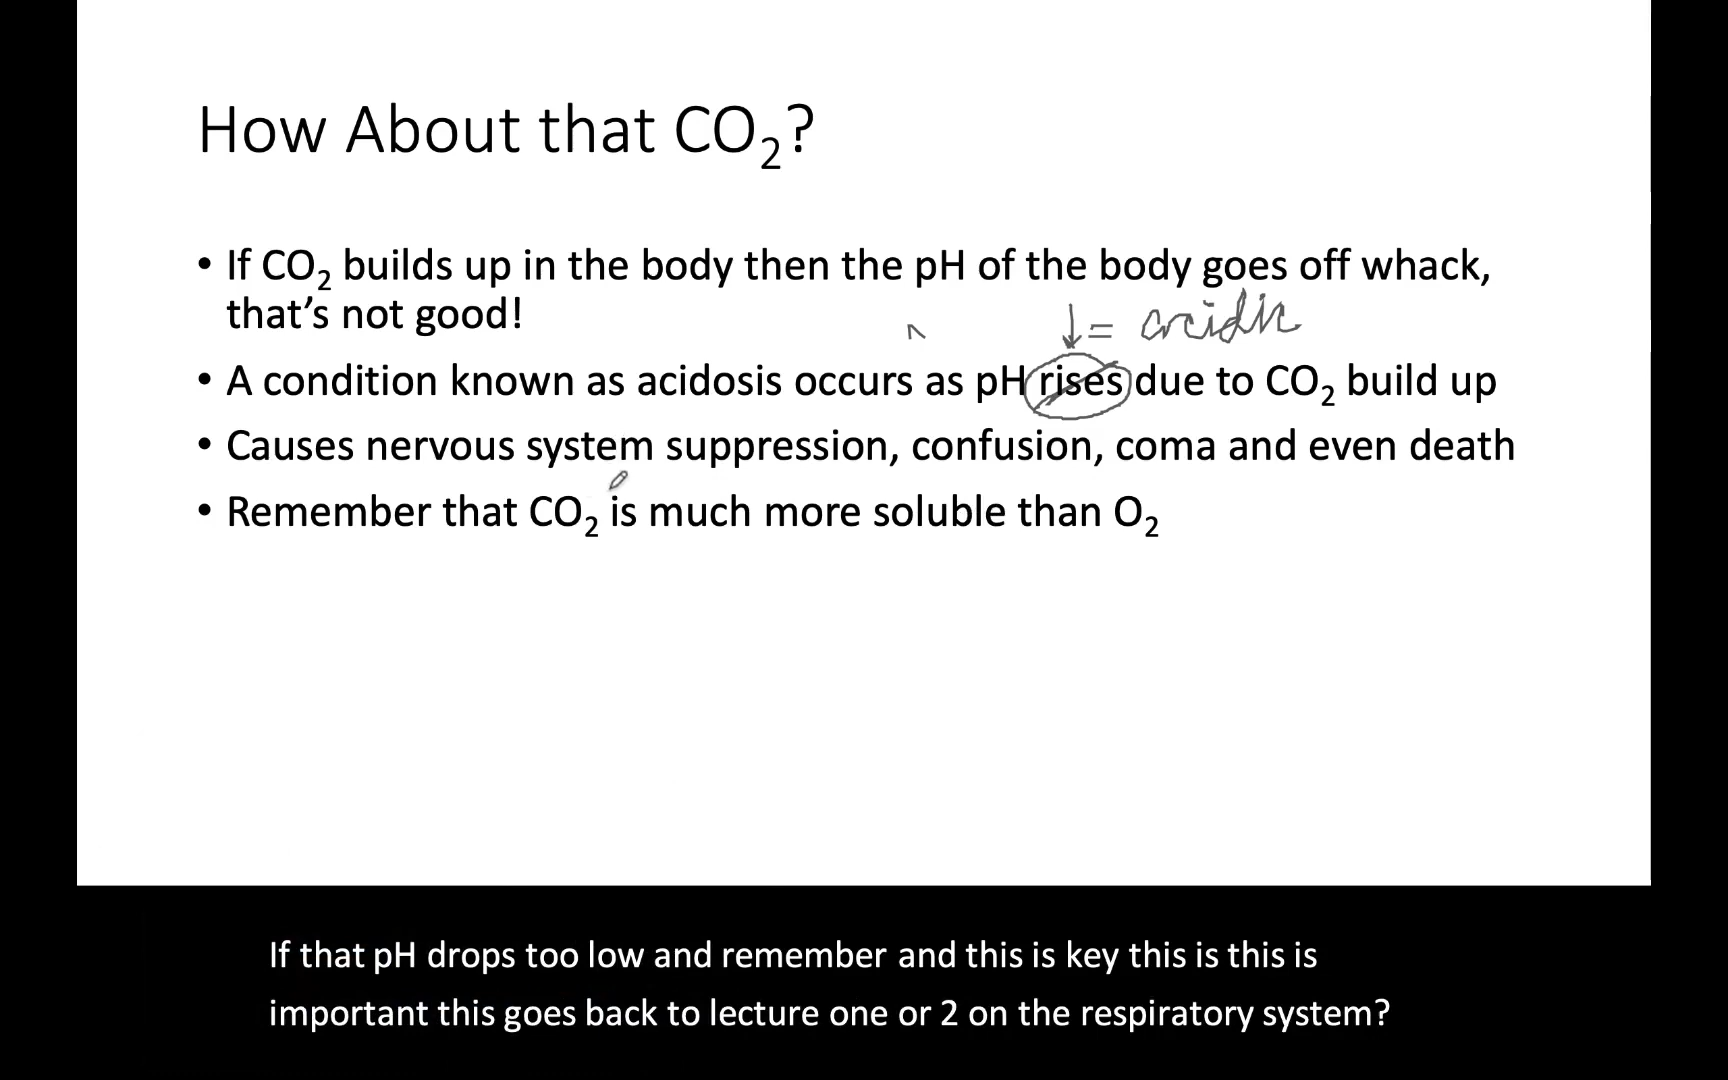 How About that CO₂?
• If CO₂ builds up in the body then the pH of the body goes off whack,
that's not good!
↓ = acidic
• A condition known as acidosis occurs as pH rises due to CO₂ build up
• Causes nervous system suppression, confusion, coma and even death
• Remember that CO₂ is much more soluble than O₂
If that pH drops too low and remember and this is key this is this is
important this goes back to lecture one or 2 on the respiratory system?